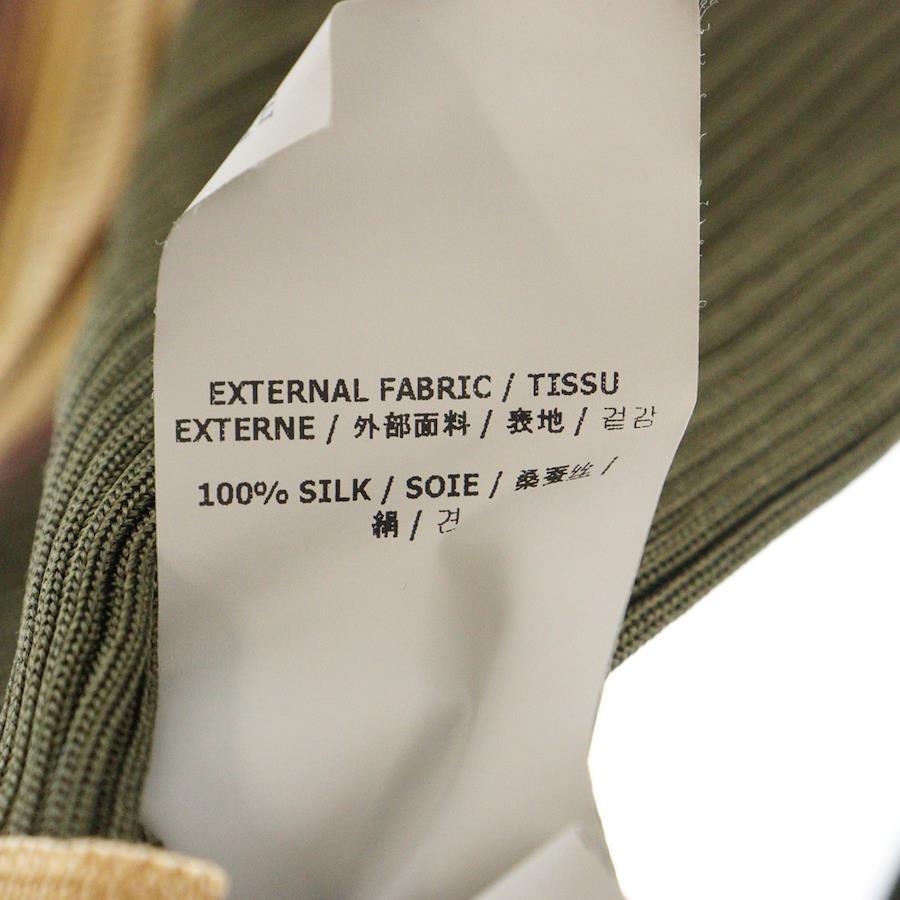 EXTERNAL FABRIC / TISSU
EXTERNE / 外部面料 / 表地 / 겉감
100% SILK / SOIE / 桑蚕丝 /
絹 / 견